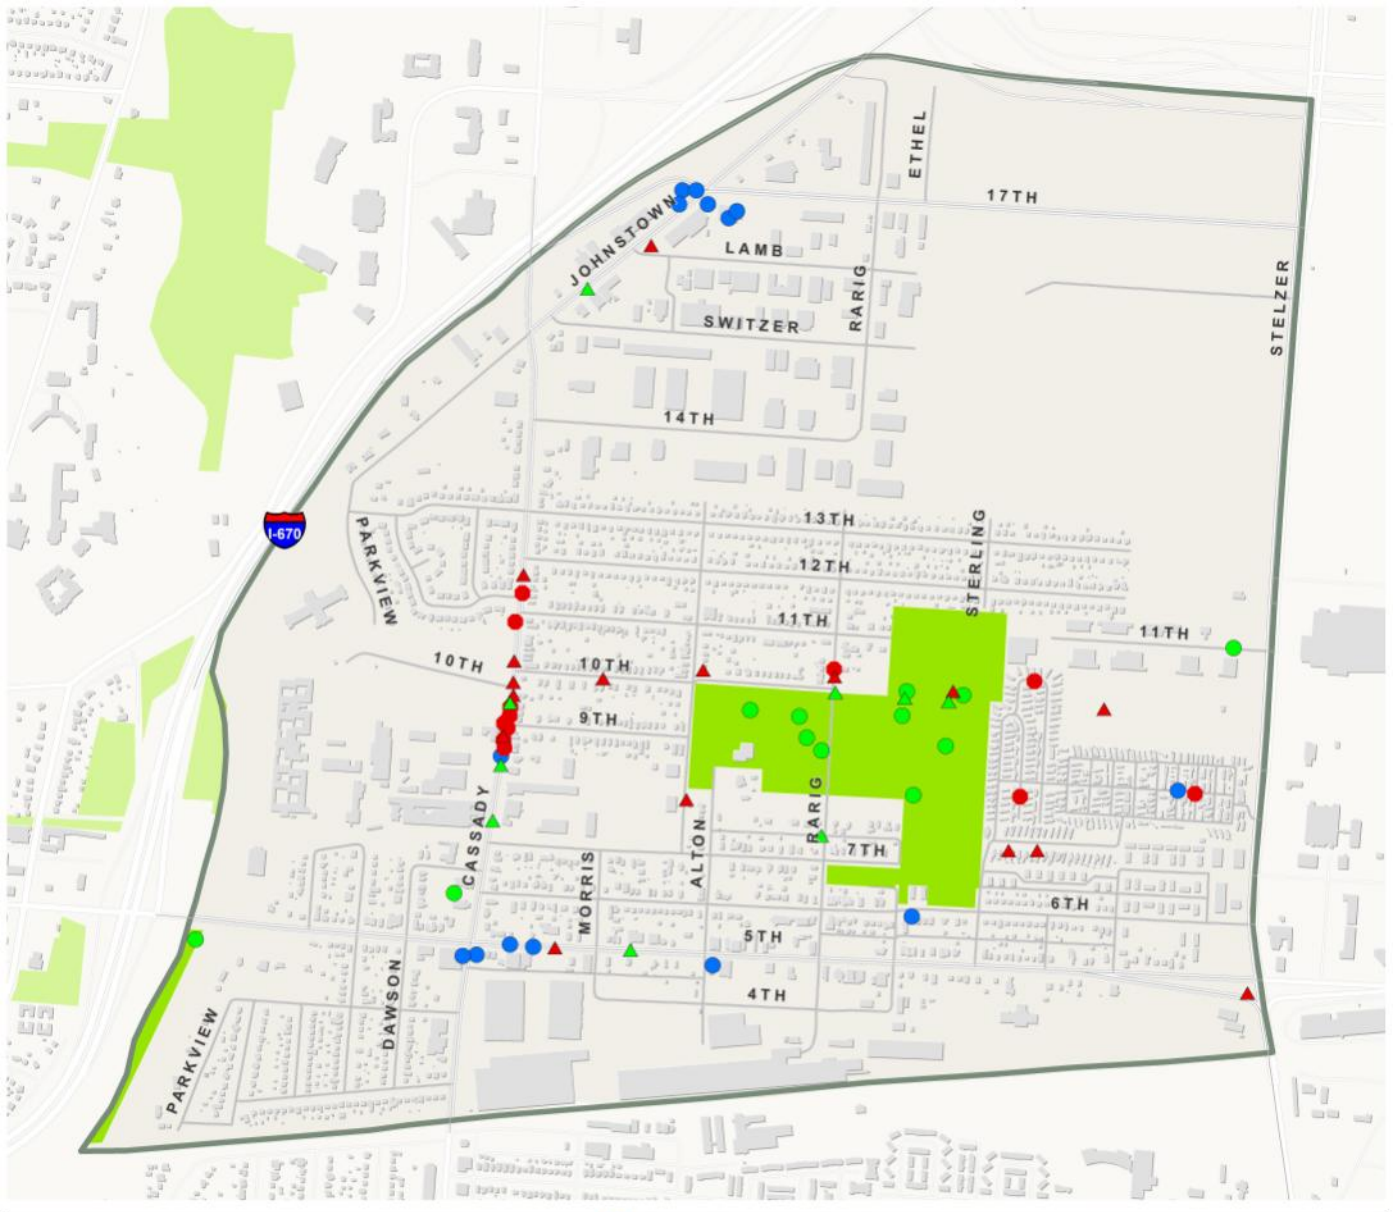 ETHEL
17TH
JOHNSTOWN
LAMB
RARIG
STELZER
SWITZER
14TH
I-670
PARKVIEW
13TH
STERLING
12TH
11TH
11TH
10TH
10TH
9TH
CASSADY
RARIG
ALTON
7TH
MORRIS
6TH
5TH
DAWSON
4TH
PARKVIEW